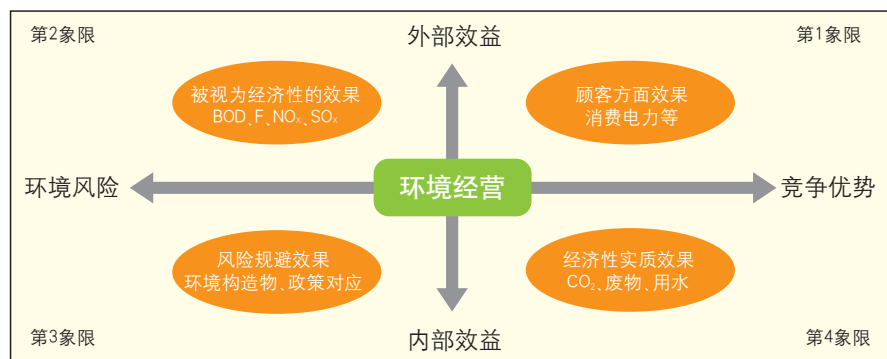 第2象限
外部效益
第1象限
被视为经济性的效果
BOD、F、NOx、SOx
顾客方面效果
消费电力等
环境风险
环境经营
竞争优势
风险规避效果
环境构造物、政策对应
经济性实质效果
CO₂、废物、用水
第3象限
内部效益
第4象限